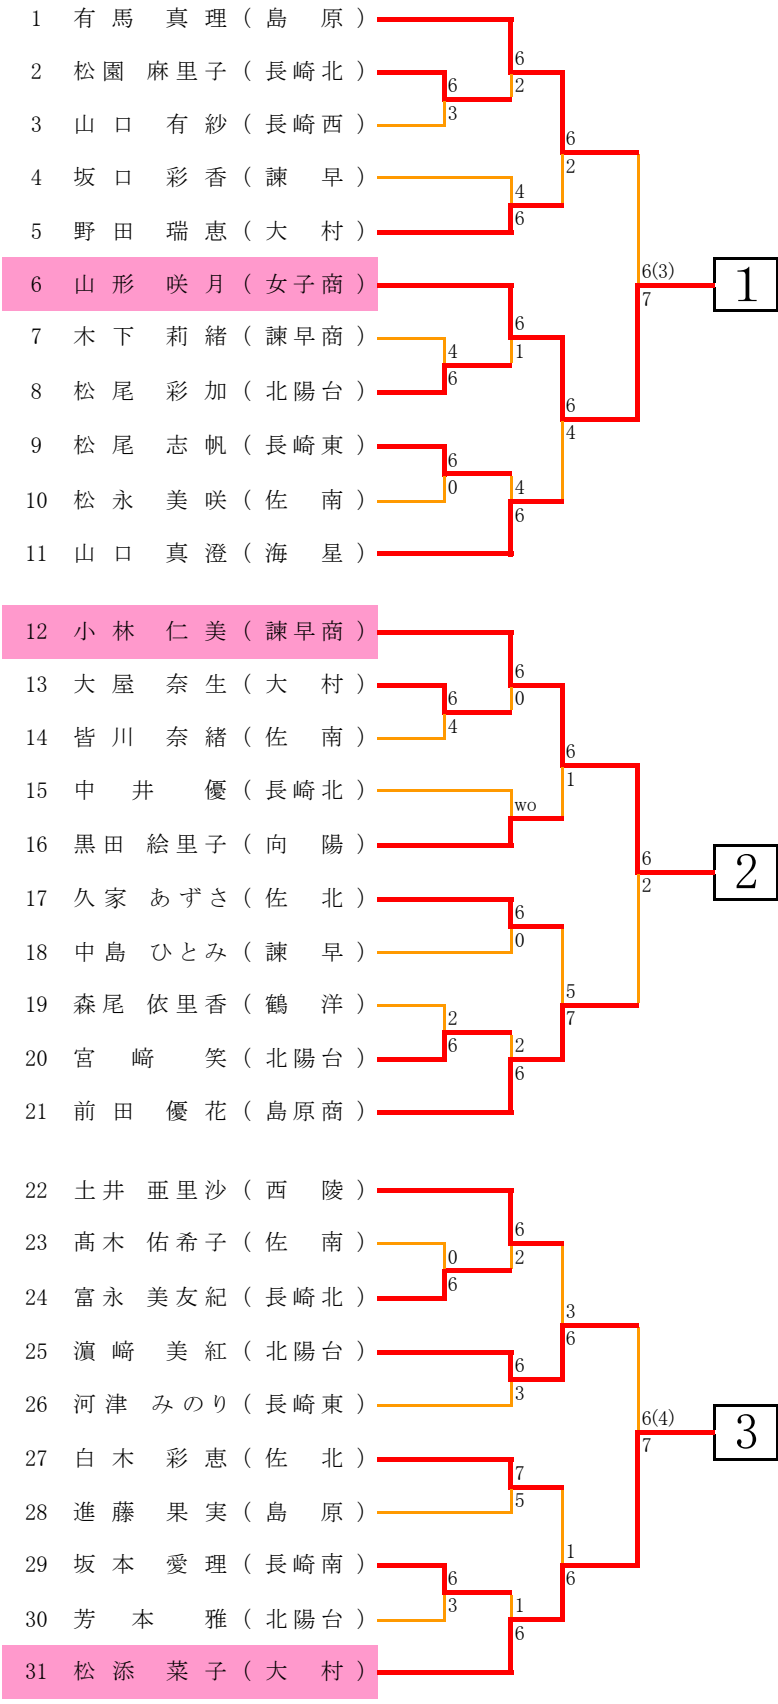 1 有馬 真理（島 原）
6
2 松園 麻里子（長崎北）
6 2
3 山口 有紗（長崎西）
3
6
2
4 坂口 彩香（諫 早）
4
5 野田 瑞恵（大 村）
6
6(3)
7
1
6 山形 咲月（女子商）
6
7 木下 莉緒（諫早商）
4 1
8 松尾 彩加（北陽台）
6
6
4
9 松尾 志帆（長崎東）
6
10 松永 美咲（佐 南）
0 4
6
11 山口 真澄（海 星）
12 小林 仁美（諫早商）
6
13 大屋 奈生（大 村）
6 0
14 皆川 奈緒（佐 南）
4
6
1
15 中井 優（長崎北）
wo
16 黒田 絵里子（向 陽）
6
2
2
17 久家 あずさ（佐 北）
6
18 中島 ひとみ（諫 早）
0
5
7
19 森尾 依里香（鶴 洋）
2
20 宮﨑 笑（北陽台）
6 2
6
21 前田 優花（島原商）
22 土井 亜里沙（西 陵）
6
23 髙木 佑希子（佐 南）
0 2
24 富永 美友紀（長崎北）
6
3
6
25 濵﨑 美紅（北陽台）
6
26 河津 みのり（長崎東）
3
6(4)
7
3
27 白木 彩恵（佐 北）
7
28 進藤 果実（島 原）
5
1
6
29 坂本 愛理（長崎南）
6
30 芳本 雅（北陽台）
3 1
6
31 松添 菜子（大 村）